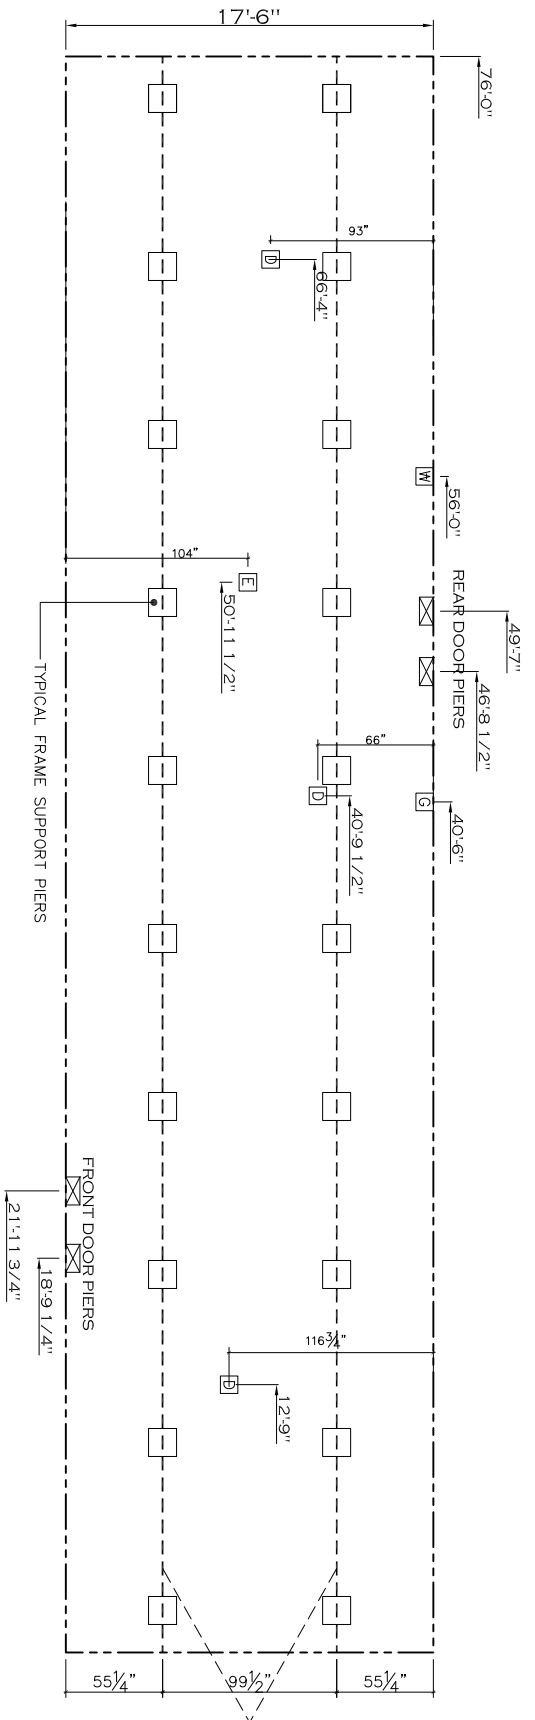 17'-6"
76'-0"
93"
D
66'-4"
W
56'-0"
104"
E
50'-11 1/2"
REAR DOOR PIERS
49'-7"
46'-8 1/2"
TYPICAL FRAME SUPPORT PIERS
66"
D
G
40'-9 1/2"
40'-6"
FRONT DOOR PIERS
21'-11 3/4"
18'-9 1/4"
116 3/4"
D
12'-9"
55 1/4"
99 1/2"
55 1/4"